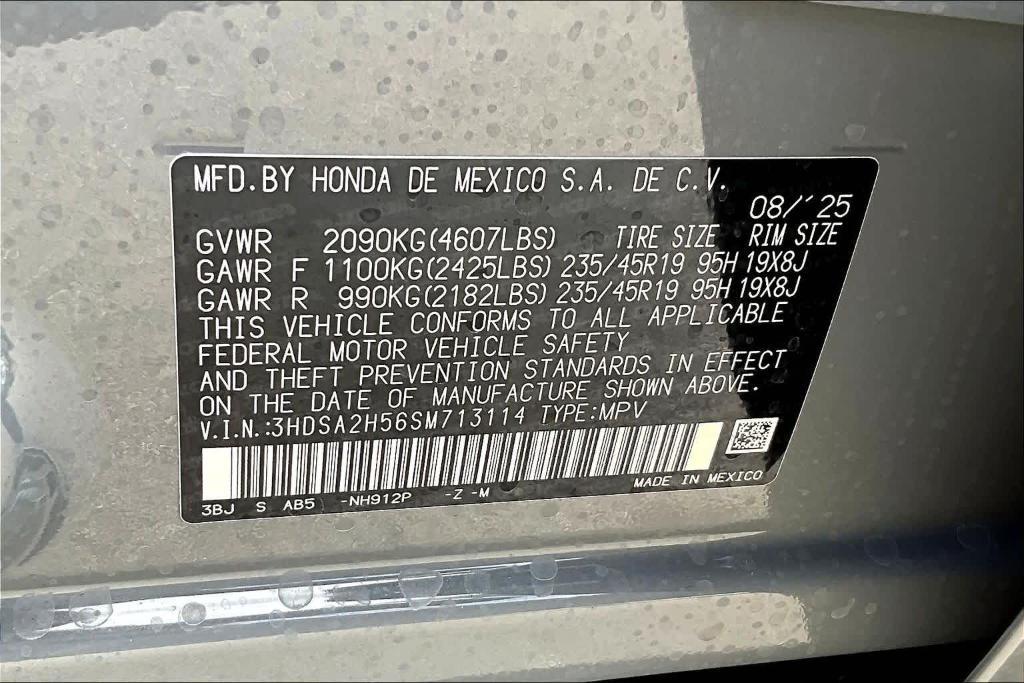 MFD.BY HONDA DE MEXICO S.A. DE C.V.
08/'25
GVWR 2090KG(4607LBS) TIRE SIZE RIM SIZE
GAWR F 1100KG(2425LBS) 235/45R19 95H 19X8J
GAWR R 990KG(2182LBS) 235/45R19 95H 19X8J
THIS VEHICLE CONFORMS TO ALL APPLICABLE
FEDERAL MOTOR VEHICLE SAFETY
AND THEFT PREVENTION STANDARDS IN EFFECT
ON THE DATE OF MANUFACTURE SHOWN ABOVE.
V.I.N.:3HDSA2H56SM713114 TYPE:MPV
MADE IN MEXICO
3BJ S AB5 -NH912P -Z -M